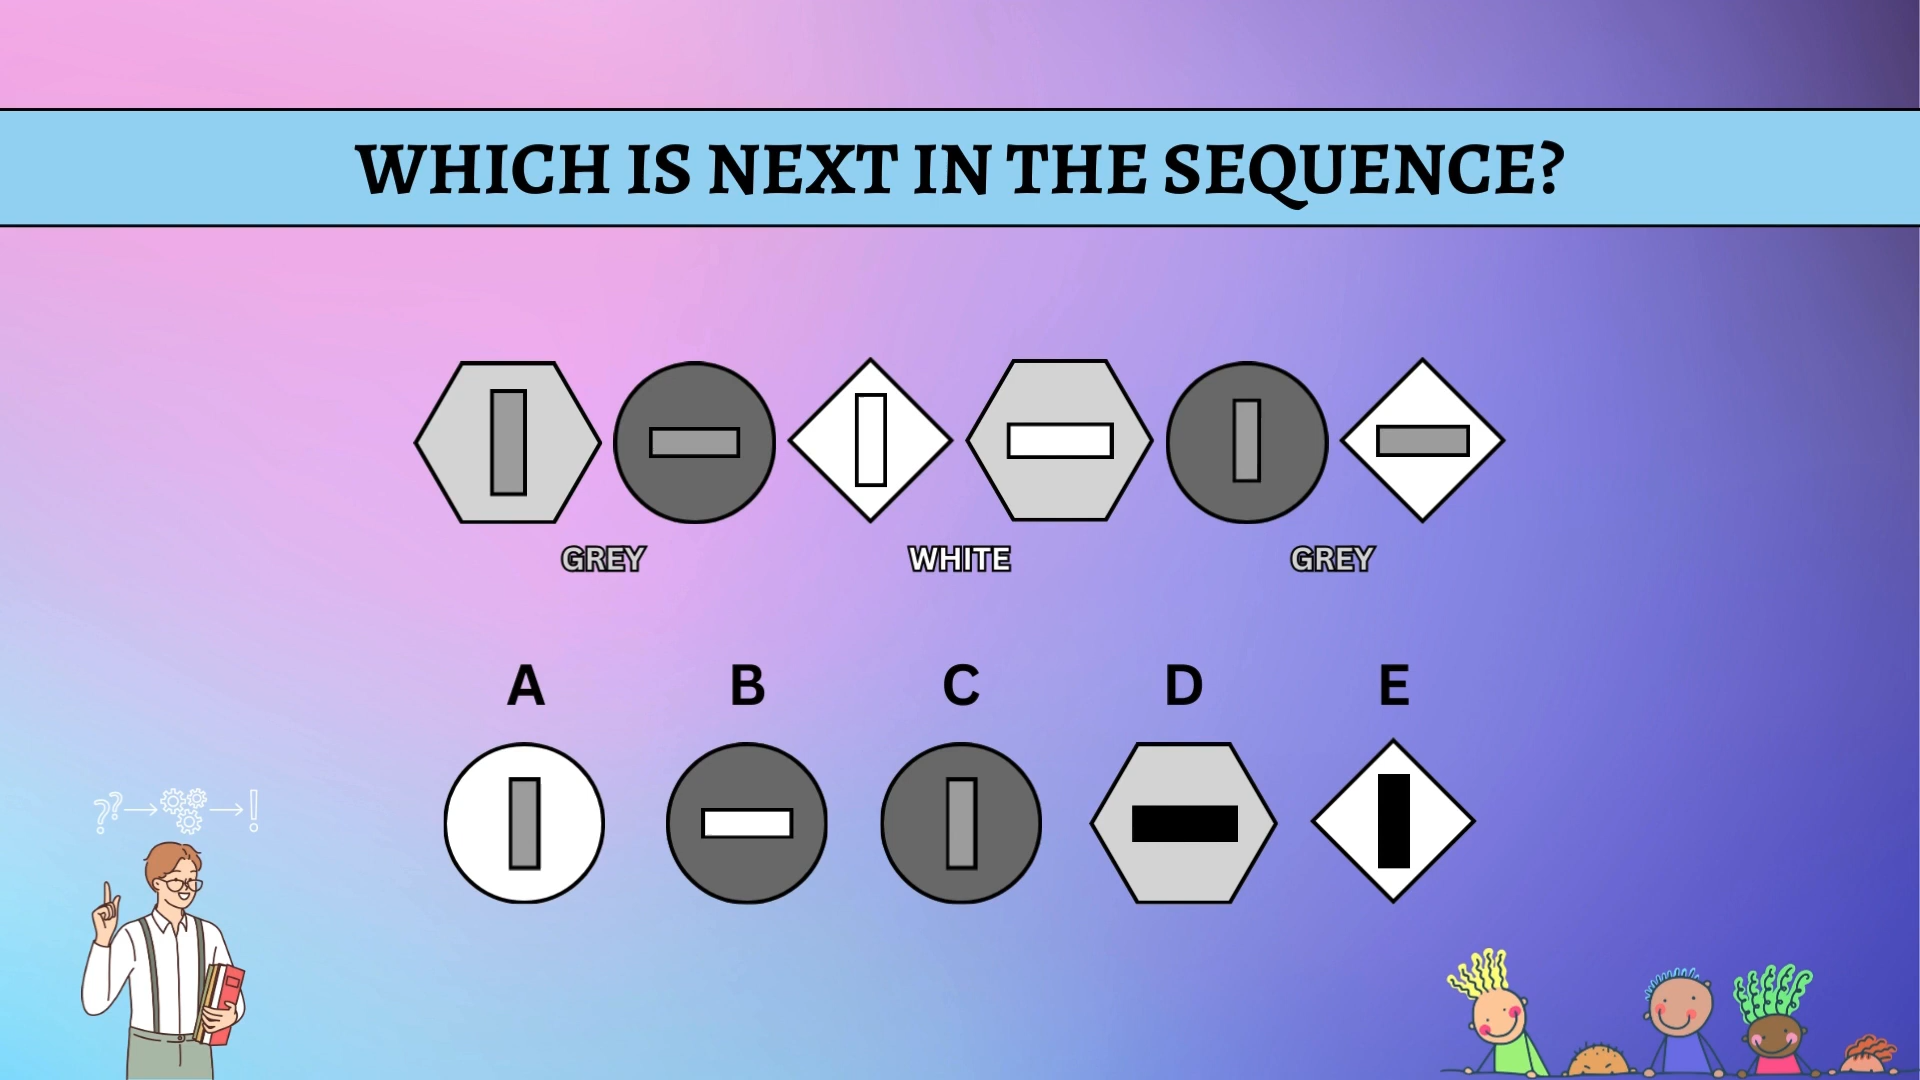 WHICH IS NEXT IN THE SEQUENCE?
GREY WHITE GREY
A B C D E
??!